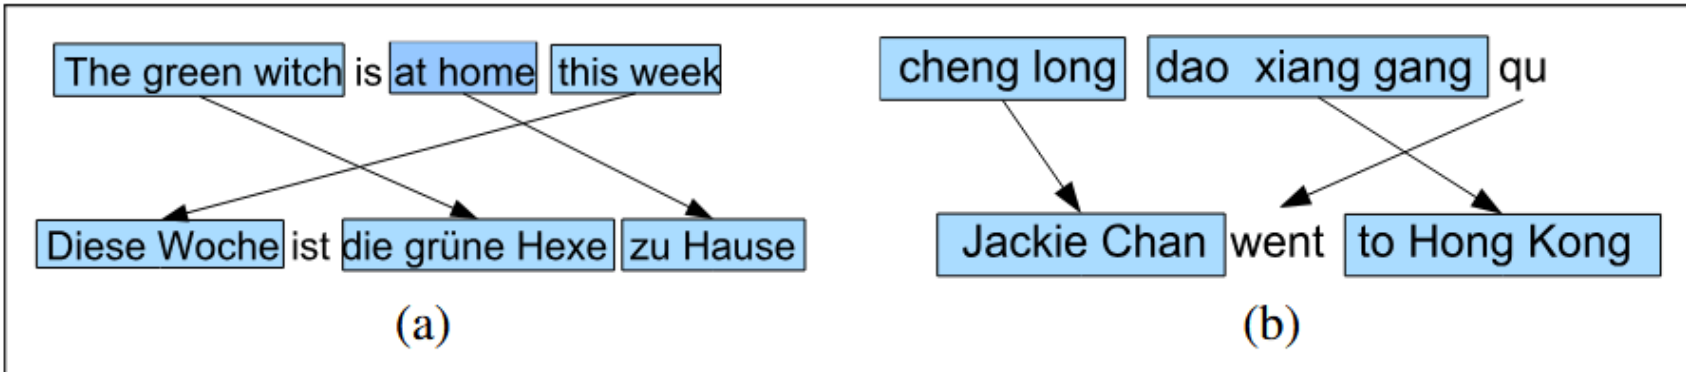 The green witch is at home this week
Diese Woche ist die grüne Hexe zu Hause
(a)
cheng long dao xiang gang qu
Jackie Chan went to Hong Kong
(b)